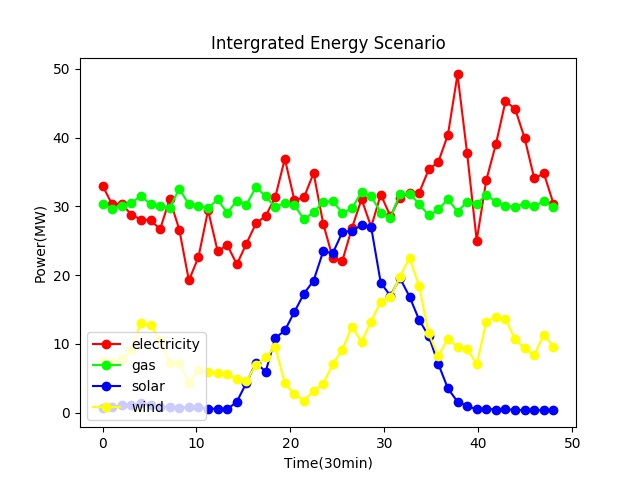 Intergrated Energy Scenario
Power(MW)
50
40
30
20
10
0
electricity
gas
solar
wind
0 10 20 30 40 50
Time(30min)